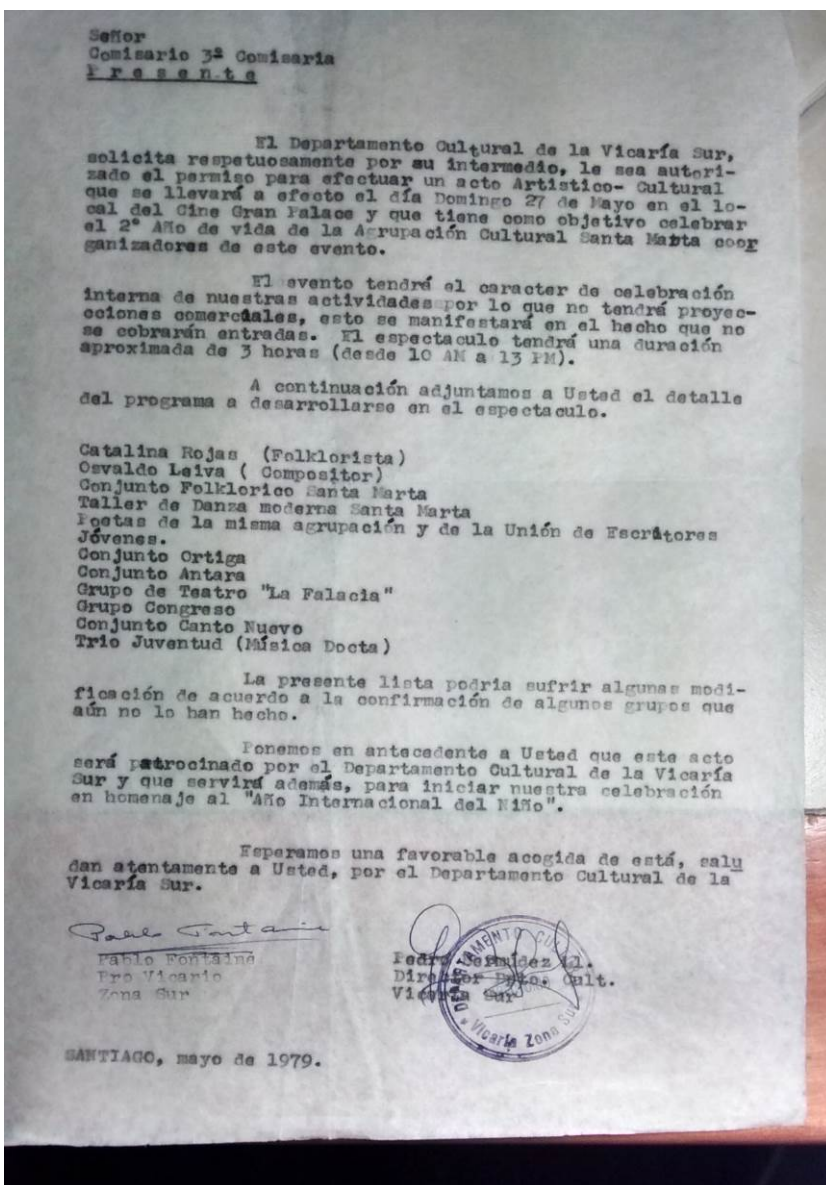 Señor
Comisario 3ª Comisaria
P r e s e n t e
El Departamento Cultural de la Vicaría Sur,
solicita respetuosamente por su intermedio, le sea autori-
zado el permiso para efectuar un acto Artistico- Cultural
que se llevará a efecto el día Domingo 27 de Mayo en el lo-
cal del Cine Gran Palace y que tiene como objetivo celebrar
el 2° Año de vida de la Agrupación Cultural Santa Marta coor
ganizadores de este evento.
El evento tendrá el caracter de celebración
interna de nuestras actividades por lo que no tendrá proyec-
cciones comerciales, esto se manifestará en el hecho que no
se cobrarán entradas. El espectaculo tendrá una duración
aproximada de 3 horas (desde 10 AM a 13 PM).
A continuación adjuntamos a Usted el detalle
del programa a desarrollarse en el espectaculo.
Catalina Rojas (Folklorista)
Osvaldo Leiva ( Compositor)
Conjunto Folklorico Santa Marta
Taller de Danza moderna Santa Marta
Poetas de la misma agrupación y de la Unión de Escritores
Jóvenes.
Conjunto Ortiga
Conjunto Antara
Grupo de Teatro "La Falacia"
Grupo Congreso
Conjunto Canto Nuevo
Trio Juventud (Música Docta)
La presente lista podria sufrir algunas modi-
ficación de acuerdo a la confirmación de algunos grupos que
aún no lo han hecho.
Ponemos en antecedente a Usted que este acto
será patrocinado por el Departamento Cultural de la Vicaría
Sur y que servirá además, para iniciar nuestra celebración
en homenaje al "Año Internacional del Niño".
Esperamos una favorable acogida de está, salu
dan atentamente a Usted, por el Departamento Cultural de la
Vicaría Sur.
Pablo Fontaine
Pablo Fontaine
Pro Vicario
Zona Sur
Pedro
Director Dpto. Cult.
Vicaría Sur
DEPARTAMENTO
Vicaría Zona Sur
SANTIAGO, mayo de 1979.